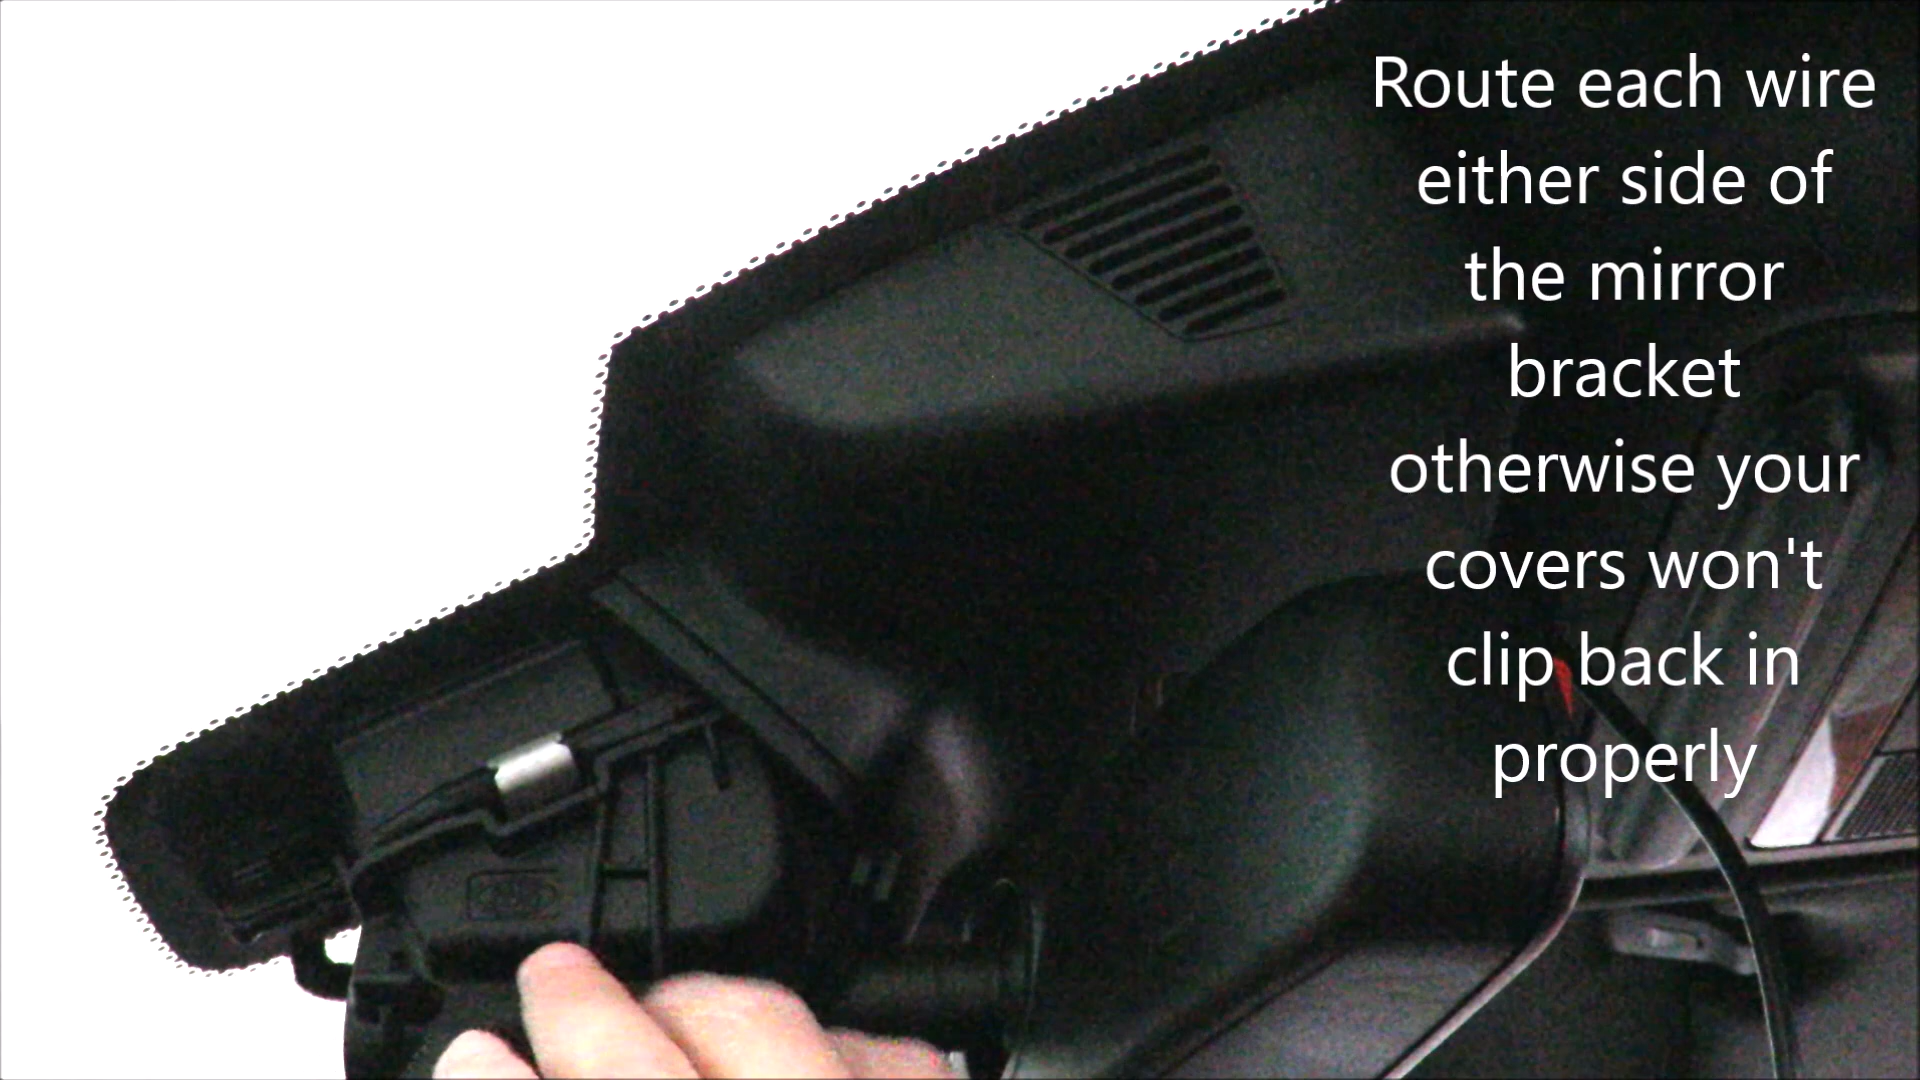 Route each wire
either side of
the mirror
bracket
otherwise your
covers won't
clip back in
properly